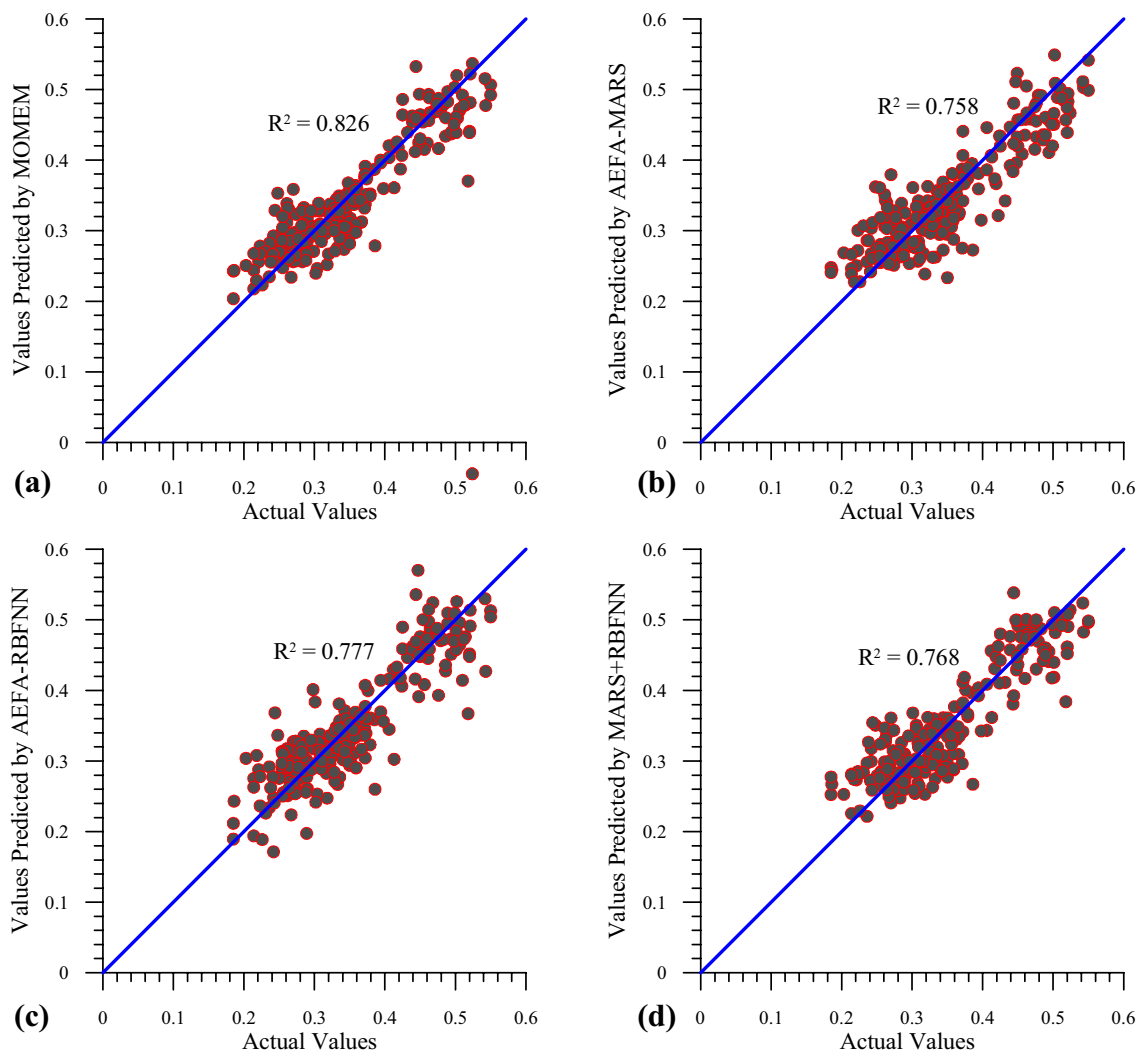 0.6
0.5
0.4
0.3
0.2
0.1
0
Values Predicted by MOMEM
R² = 0.826
(a)
0 0.1 0.2 0.3 0.4 0.5 0.6
Actual Values
0.6
0.5
0.4
0.3
0.2
0.1
0
Values Predicted by AEFA-MARS
R² = 0.758
(b)
0 0.1 0.2 0.3 0.4 0.5 0.6
Actual Values
0.6
0.5
0.4
0.3
0.2
0.1
0
Values Predicted by AEFA-RBFNN
R² = 0.777
(c)
0 0.1 0.2 0.3 0.4 0.5 0.6
Actual Values
0.6
0.5
0.4
0.3
0.2
0.1
0
Values Predicted by MARS+RBFNN
R² = 0.768
(d)
0 0.1 0.2 0.3 0.4 0.5 0.6
Actual Values